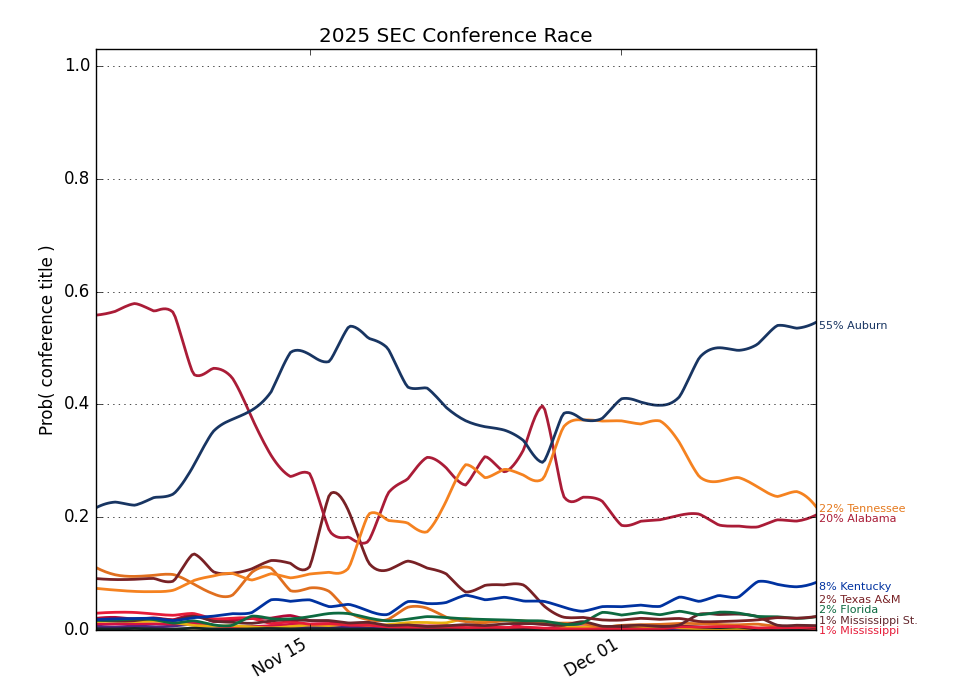 2025 SEC Conference Race
1.0
0.8
0.6
0.4
0.2
0.0
Prob( conference title )
Nov 15
Dec 01
55% Auburn
22% Tennessee
20% Alabama
8% Kentucky
2% Texas A&M
2% Florida
1% Mississippi St.
1% Mississippi